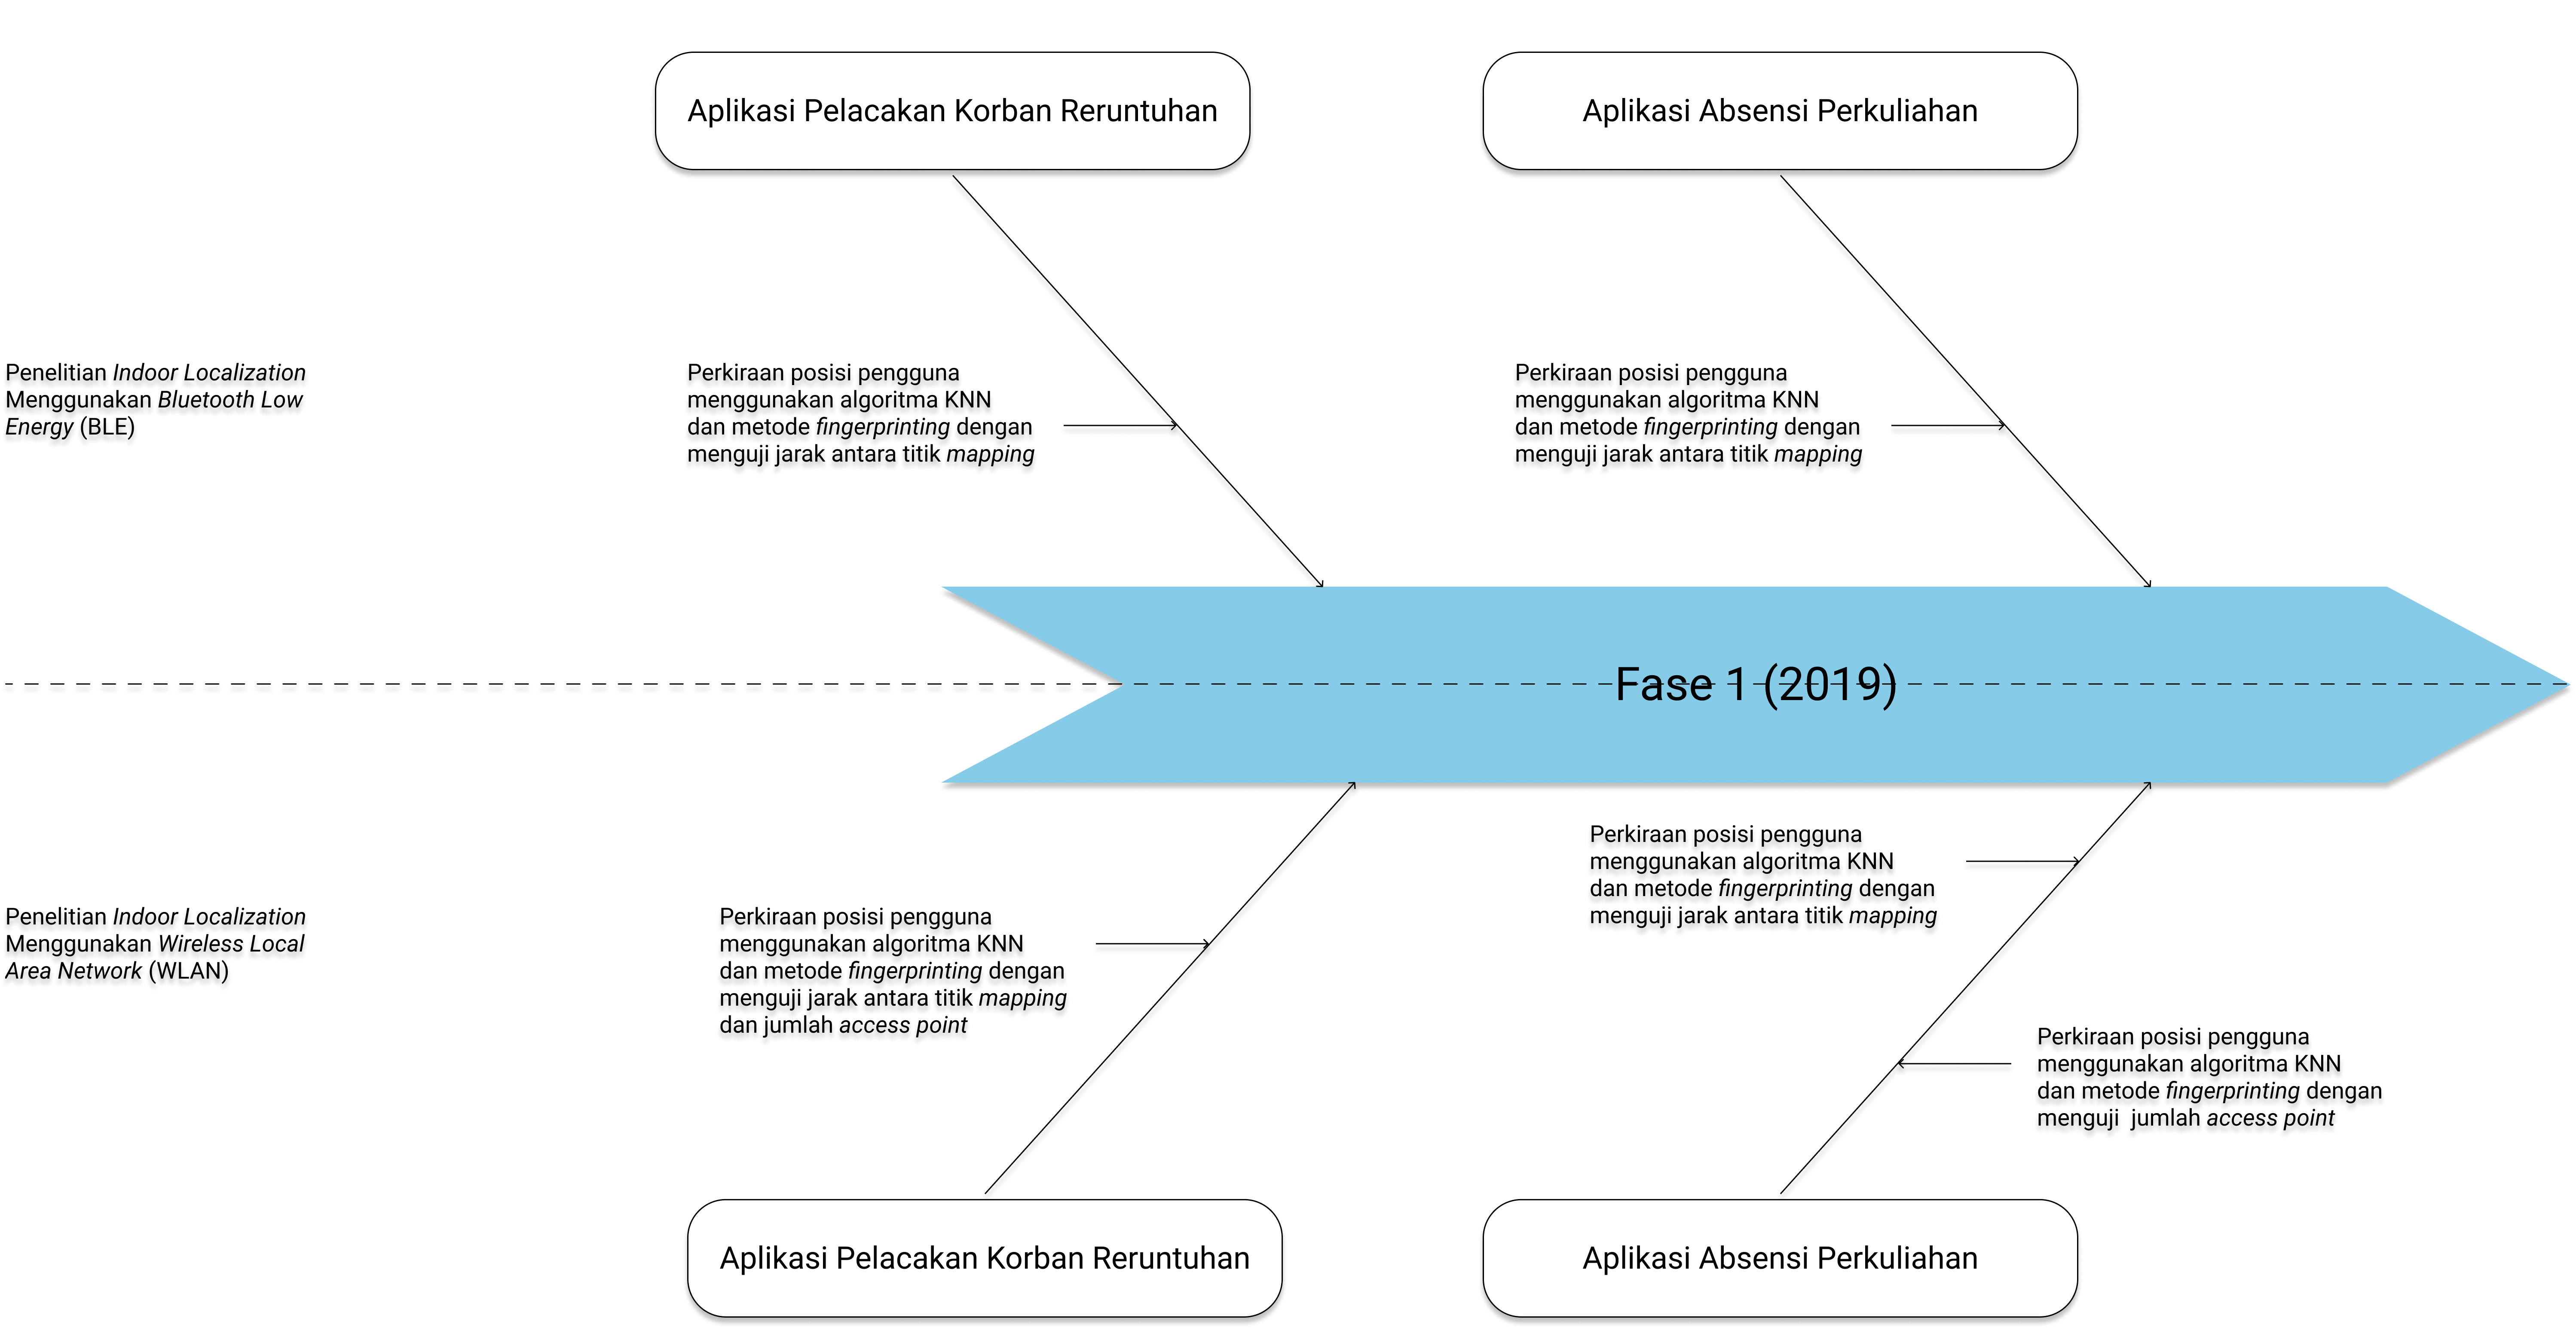 Aplikasi Pelacakan Korban Reruntuhan
Aplikasi Absensi Perkuliahan
Penelitian Indoor Localization
Menggunakan Bluetooth Low
Energy (BLE)
Perkiraan posisi pengguna
menggunakan algoritma KNN
dan metode fingerprinting dengan
menguji jarak antara titik mapping
Perkiraan posisi pengguna
menggunakan algoritma KNN
dan metode fingerprinting dengan
menguji jarak antara titik mapping
Fase 1 (2019)
Penelitian Indoor Localization
Menggunakan Wireless Local
Area Network (WLAN)
Perkiraan posisi pengguna
menggunakan algoritma KNN
dan metode fingerprinting dengan
menguji jarak antara titik mapping
dan jumlah access point
Perkiraan posisi pengguna
menggunakan algoritma KNN
dan metode fingerprinting dengan
menguji jarak antara titik mapping
Perkiraan posisi pengguna
menggunakan algoritma KNN
dan metode fingerprinting dengan
menguji  jumlah access point
Aplikasi Pelacakan Korban Reruntuhan
Aplikasi Absensi Perkuliahan